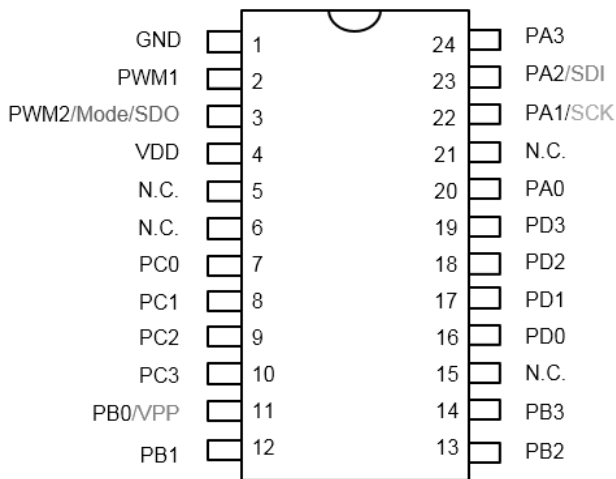 GND 1 24 PA3
PWM1 2 23 PA2/SDI
PWM2/Mode/SDO 3 22 PA1/SCK
VDD 4 21 N.C.
N.C. 5 20 PA0
N.C. 6 19 PD3
PC0 7 18 PD2
PC1 8 17 PD1
PC2 9 16 PD0
PC3 10 15 N.C.
PB0/VPP 11 14 PB3
PB1 12 13 PB2